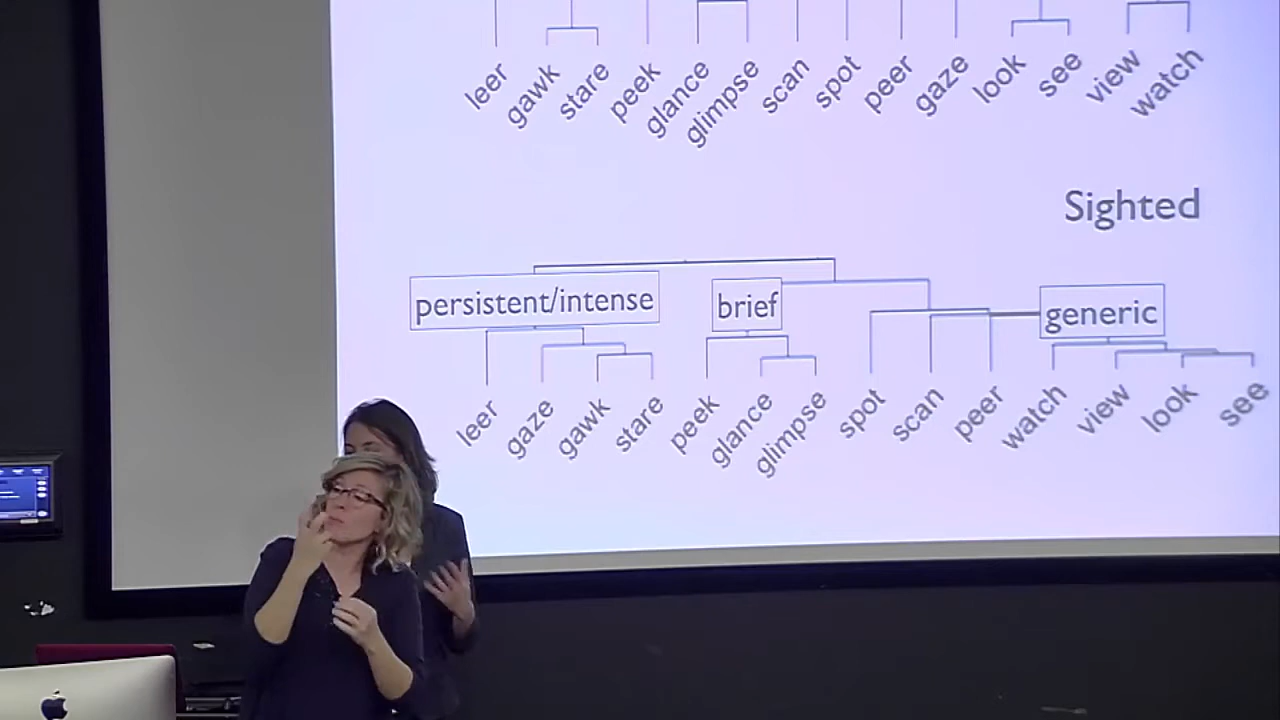 leer gawk stare peek glance glimpse scan spot peer gaze look see view watch
Sighted
persistent/intense brief generic
leer gaze gawk stare peek glance glimpse spot scan peer watch view look see